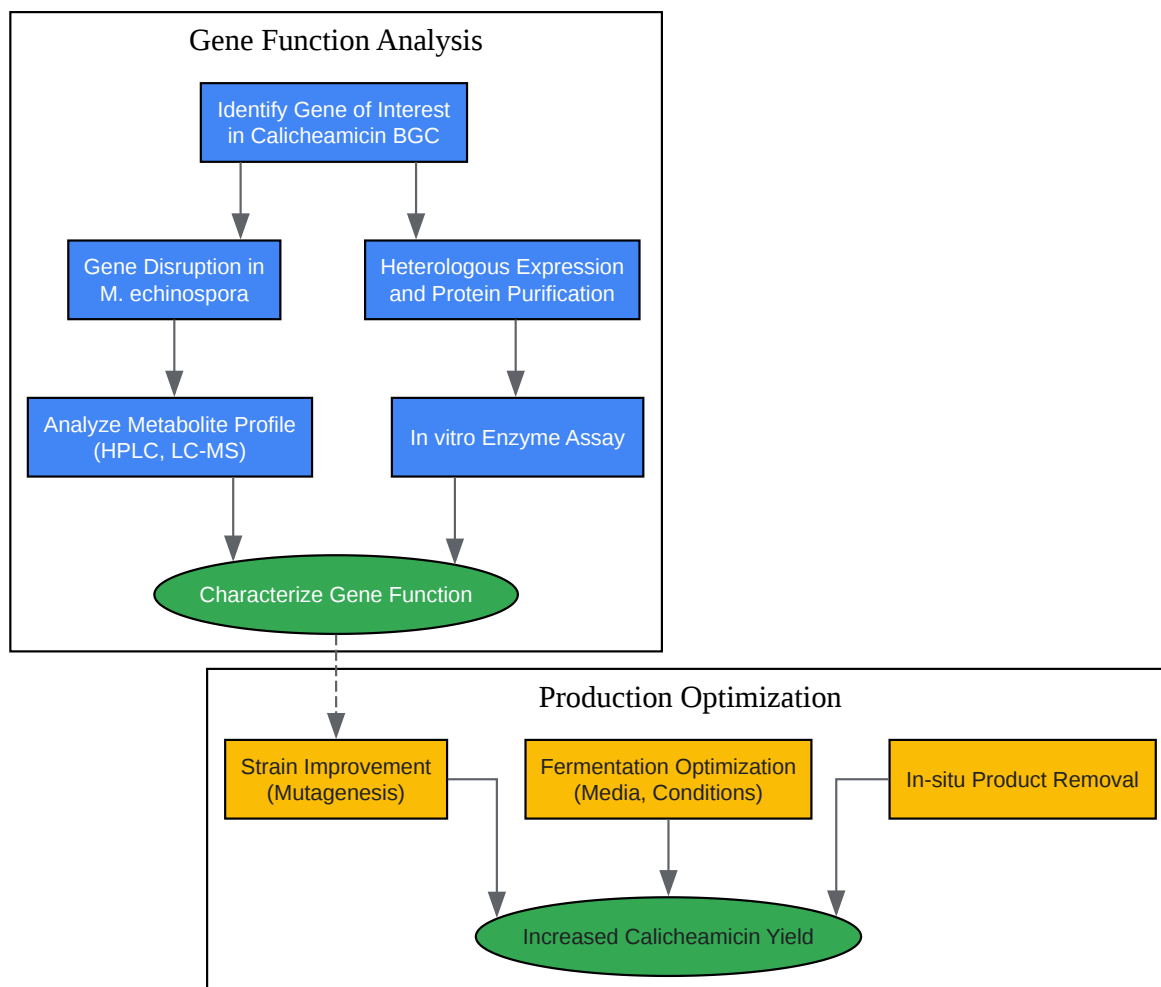 Gene Function Analysis
Identify Gene of Interest
in Calicheamicin BGC
Gene Disruption in
M. echinospora
Heterologous Expression
and Protein Purification
Analyze Metabolite Profile
(HPLC, LC-MS)
In vitro Enzyme Assay
Characterize Gene Function
Production Optimization
Strain Improvement
(Mutagenesis)
Fermentation Optimization
(Media, Conditions)
In-situ Product Removal
Increased Calicheamicin Yield